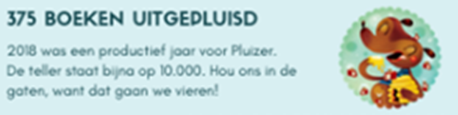 375 BOEKEN UITGEPLUISD
2018 was een productief jaar voor Pluizer.
De teller staat bijna op 10.000. Hou ons in de
gaten, want dat gaan we vieren!